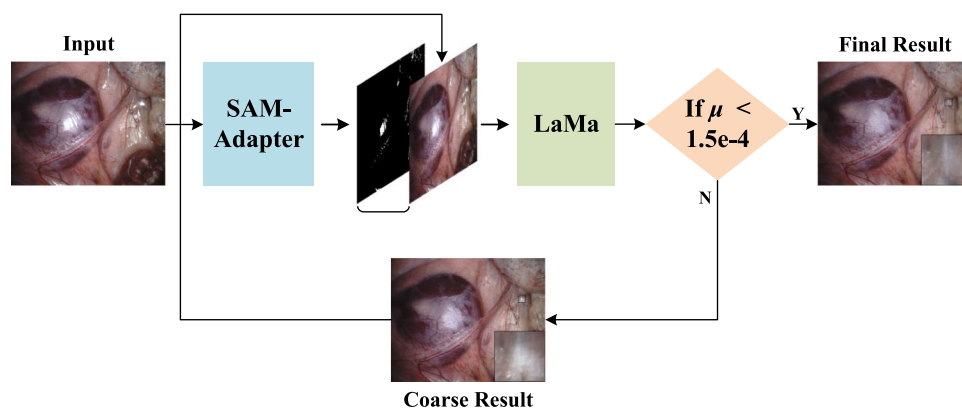 Input
SAM-
Adapter
LaMa
If μ <
1.5e-4
Y
N
Final Result
Coarse Result